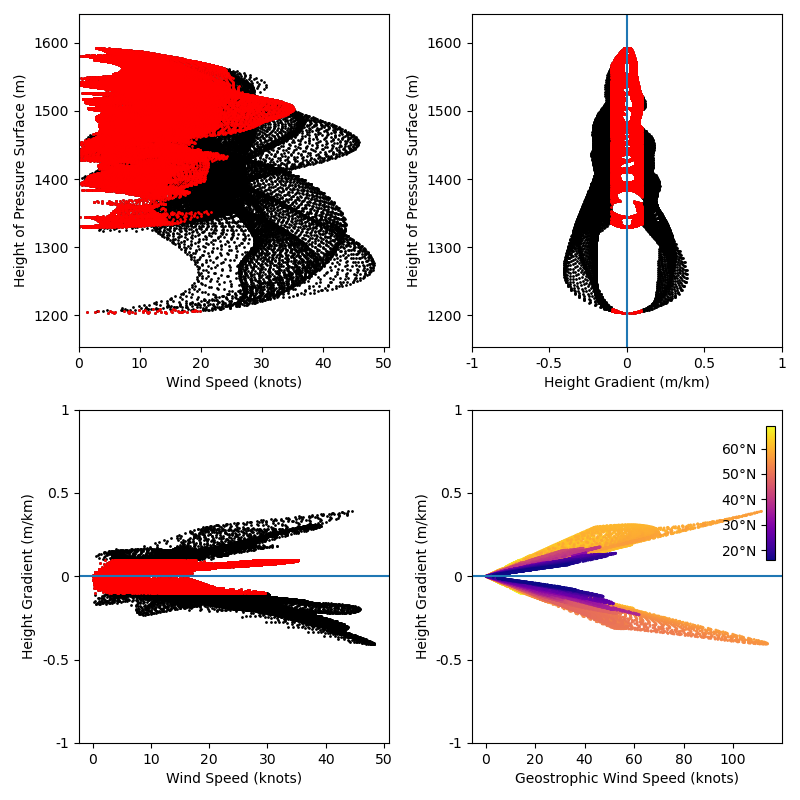 1600
1500
1400
1300
1200
Height of Pressure Surface (m)
0 10 20 30 40 50
Wind Speed (knots)
1600
1500
1400
1300
1200
Height of Pressure Surface (m)
-1 -0.5 0 0.5 1
Height Gradient (m/km)
1
0.5
0
-0.5
-1
Height Gradient (m/km)
0 10 20 30 40 50
Wind Speed (knots)
1
0.5
0
-0.5
-1
Height Gradient (m/km)
60°N
50°N
40°N
30°N
20°N
0 20 40 60 80 100
Geostrophic Wind Speed (knots)